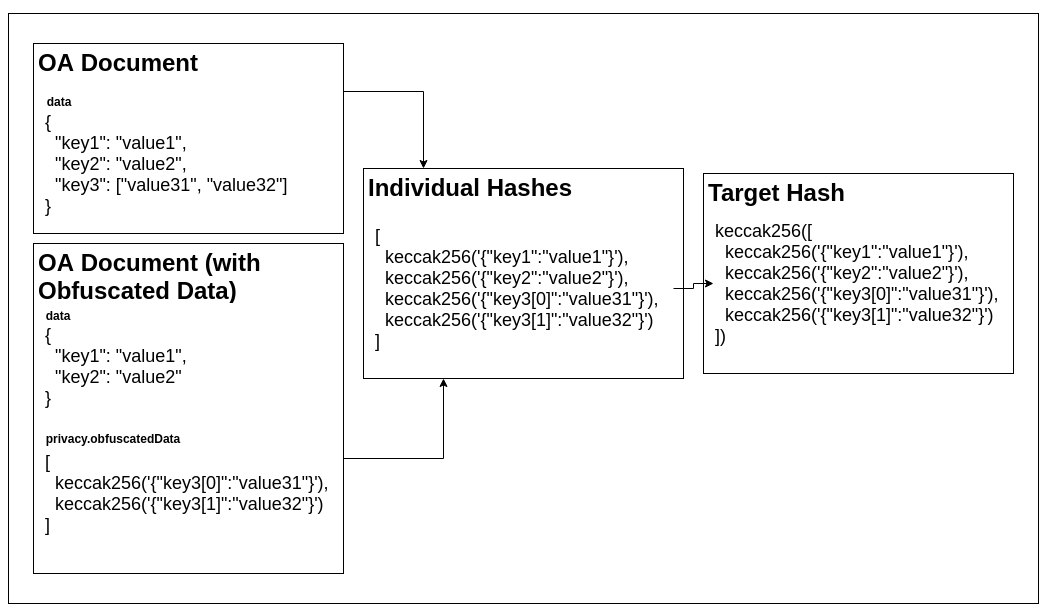 OA Document
data
{
"key1": "value1",
"key2": "value2",
"key3": ["value31", "value32"]
}
OA Document (with
Obfuscated Data)
data
{
"key1": "value1",
"key2": "value2"
}
privacy.obfuscatedData
[
keccak256('{"key3[0]":"value31"}'),
keccak256('{"key3[1]":"value32"}')
]
Individual Hashes
[
keccak256('{"key1":"value1"}'),
keccak256('{"key2":"value2"}'),
keccak256('{"key3[0]":"value31"}'),
keccak256('{"key3[1]":"value32"}')
]
Target Hash
keccak256([
keccak256('{"key1":"value1"}'),
keccak256('{"key2":"value2"}'),
keccak256('{"key3[0]":"value31"}'),
keccak256('{"key3[1]":"value32"}')
])